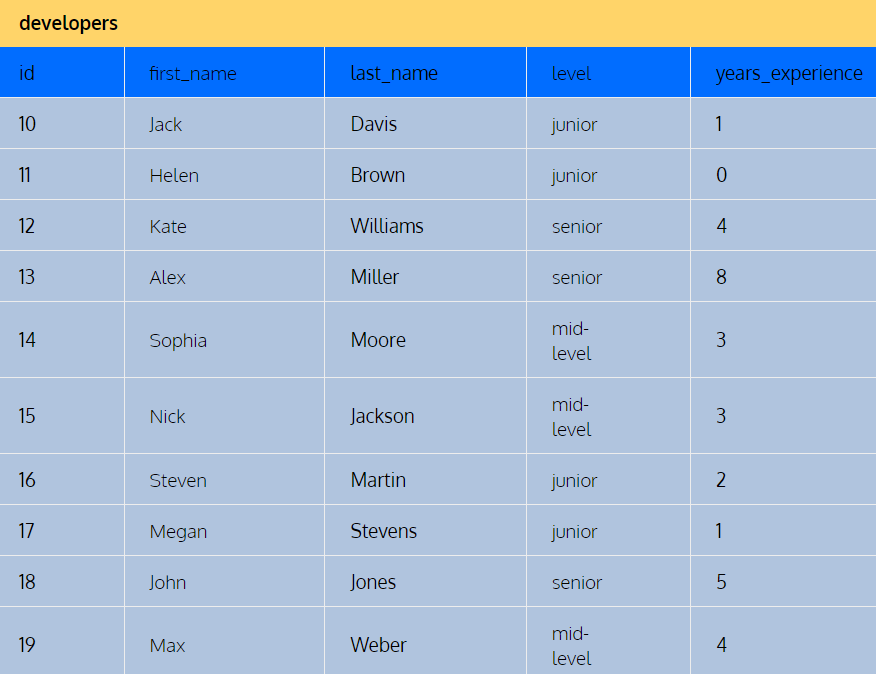 developers
id first_name last_name level years_experience
10 Jack Davis junior 1
11 Helen Brown junior 0
12 Kate Williams senior 4
13 Alex Miller senior 8
14 Sophia Moore mid-
level 3
15 Nick Jackson mid-
level 3
16 Steven Martin junior 2
17 Megan Stevens junior 1
18 John Jones senior 5
19 Max Weber mid-
level 4